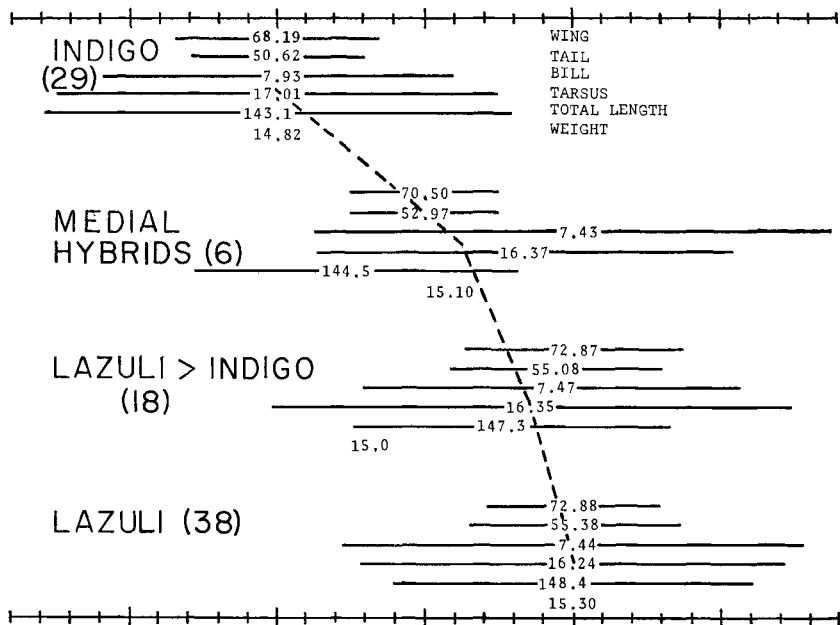 INDIGO
(29)
68.19 WING
50.62 TAIL
7.93 BILL
17.01 TARSUS
143.1 TOTAL LENGTH
14.82 WEIGHT
MEDIAL
HYBRIDS (6)
70.50
52.97
7.43
16.37
144.5
15.10
LAZULI > INDIGO
(18)
72.87
55.08
7.47
16.35
147.3
15.0
LAZULI (38)
72.88
55.38
7.44
16.24
148.4
15.30